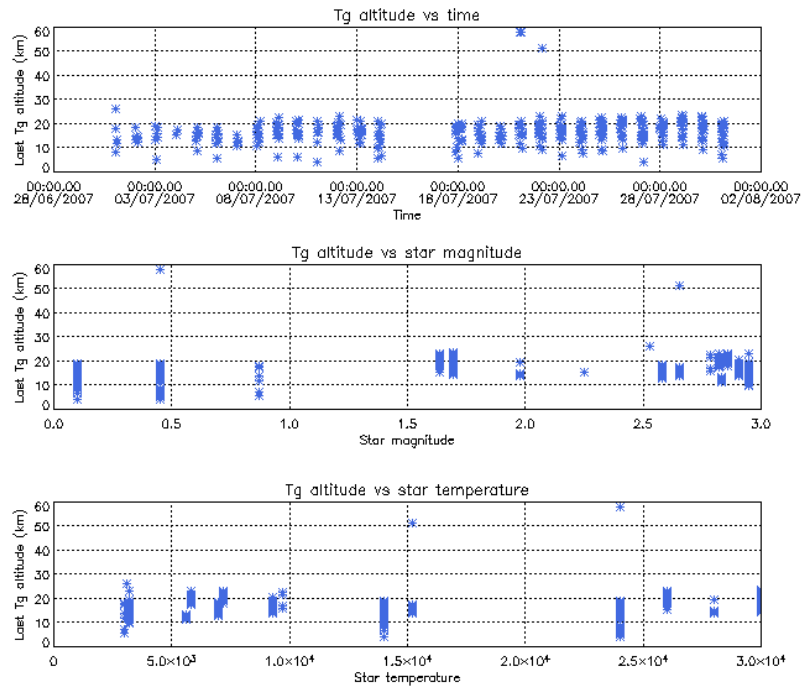 Tg altitude vs time
Last Tg altitude (km)
60
50
40
30
20
10
0
00:00.00 00:00.00 00:00.00 00:00.00 00:00.00 00:00.00 00:00.00 00:00.00
28/06/2007 03/07/2007 08/07/2007 13/07/2007 18/07/2007 23/07/2007 28/07/2007 02/08/2007
Time
Tg altitude vs star magnitude
Last Tg altitude (km)
60
50
40
30
20
10
0
0.0 0.5 1.0 1.5 2.0 2.5 3.0
Star magnitude
Tg altitude vs star temperature
Last Tg altitude (km)
60
50
40
30
20
10
0
0 5.0×10³ 1.0×10⁴ 1.5×10⁴ 2.0×10⁴ 2.5×10⁴ 3.0×10⁴
Star temperature